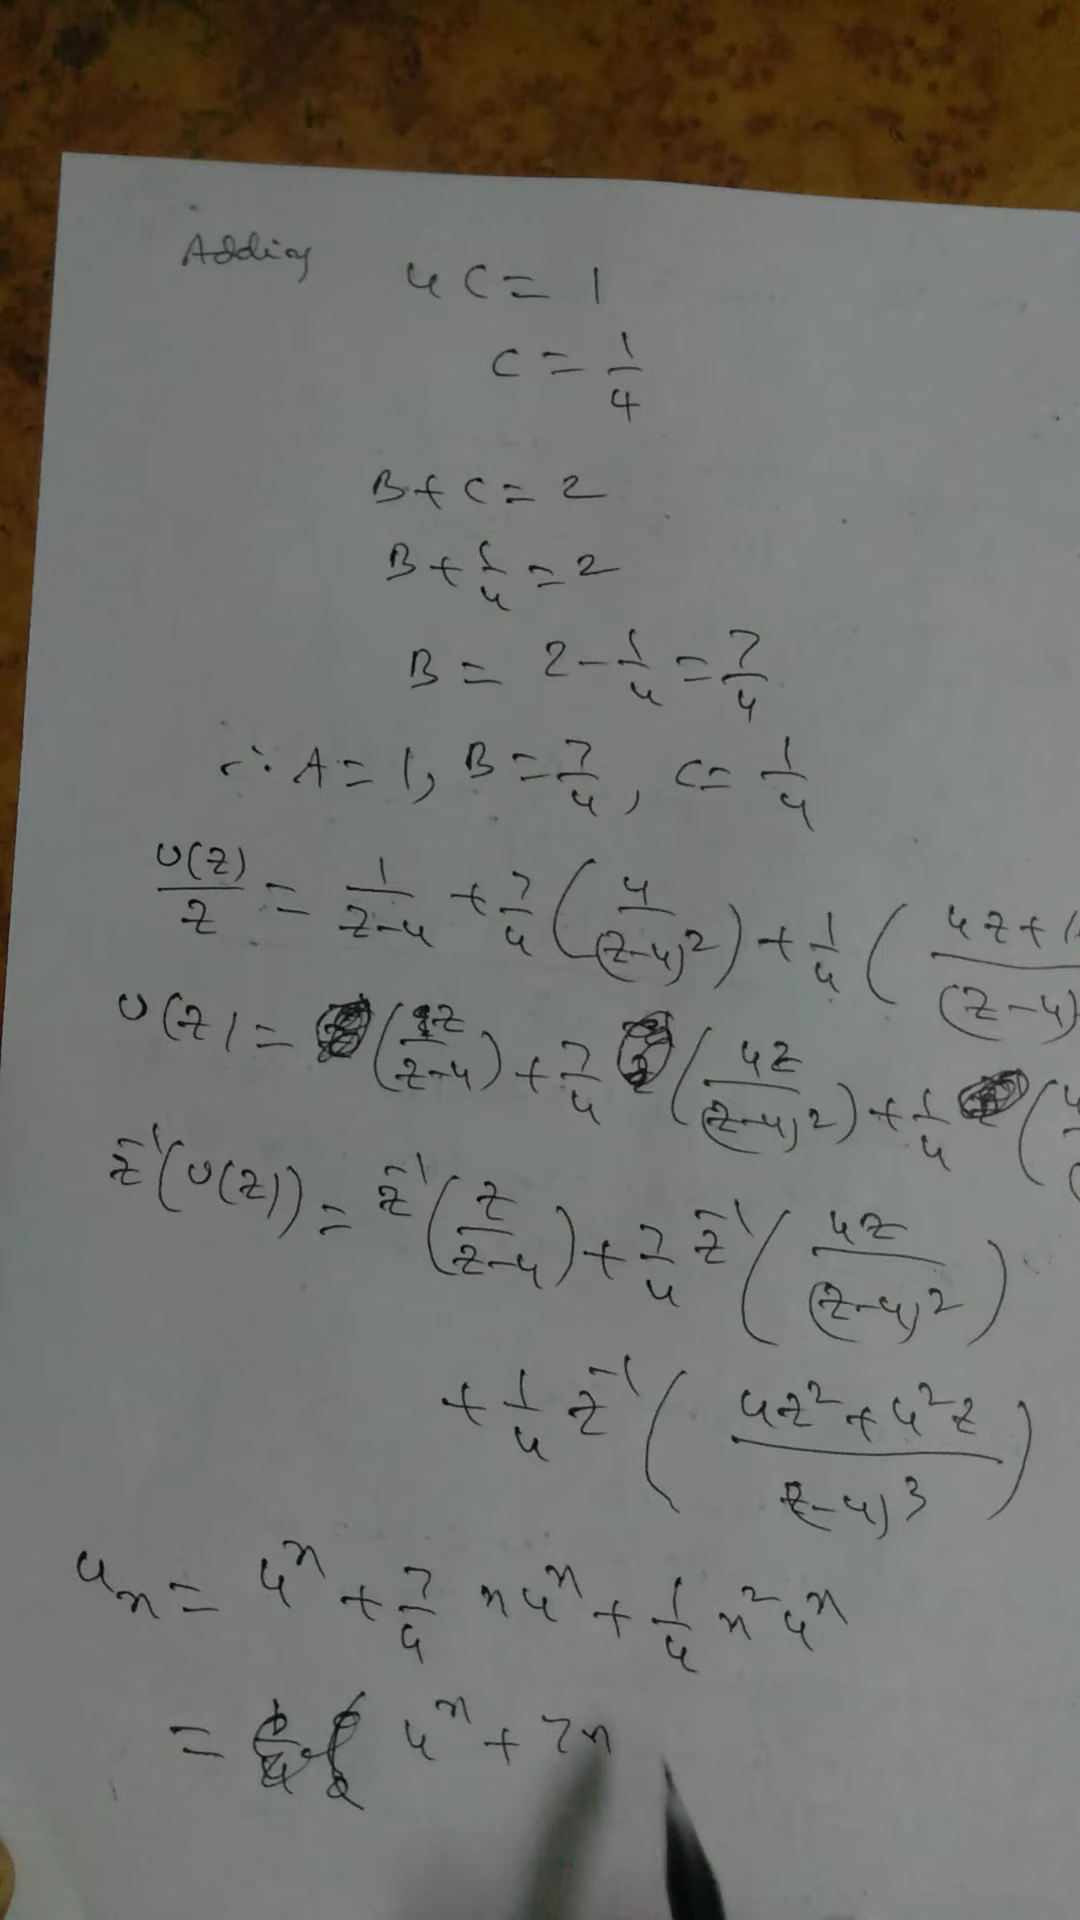 Adding 4C = 1
C = 1/4
B + C = 2
B + 1/4 = 2
B = 2 - 1/4 = 7/4
∴ A = 1, B = 7/4, C = 1/4
U(z)/z = 1/(z-4) + 7/4 (4/(z-4)^2) + 1/4 (4z+
U(z) = (z/(z-4)) + 7/4 (4z/(z-4)^2) + 1/4 (
z^-1(U(z)) = z^-1(z/(z-4)) + 7/4 z^-1(4z/(z-4)^2)
+ 1/4 z^-1((4z^2+4^2z)/(z-4)^3)
u_n = 4^n + 7/4 n4^n + 1/4 n^2 4^n
= 4^n + 7n